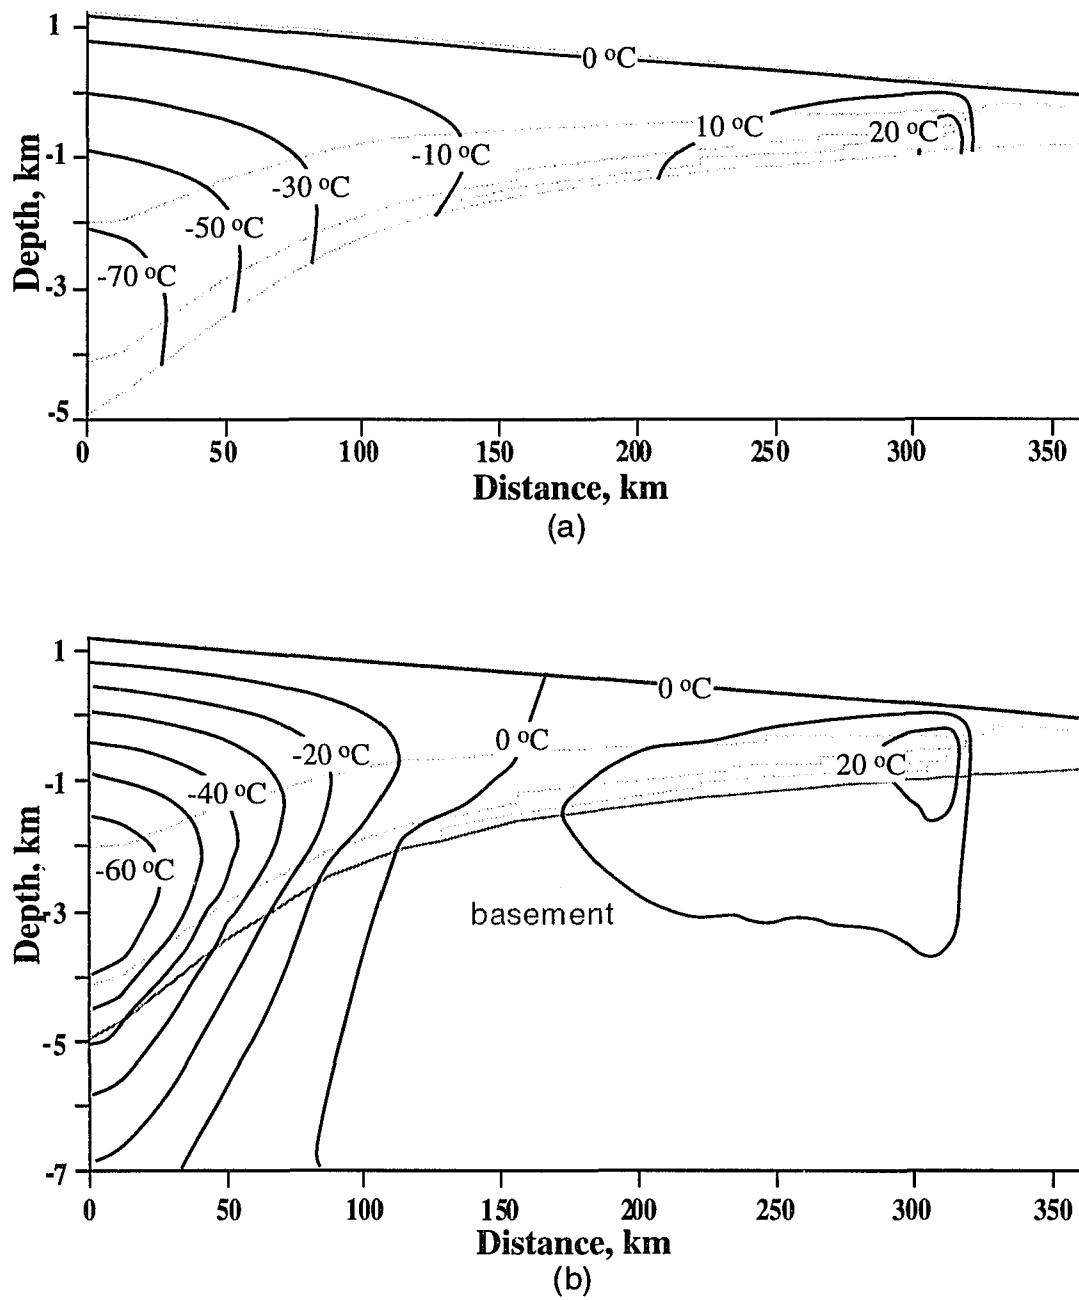 1
0 ºC
10 ºC
20 ºC
-10 ºC
-1
-30 ºC
-50 ºC
-70 ºC
-3
-5
Depth, km
0 50 100 150 200 250 300 350
Distance, km
(a)
1
0 ºC
0 ºC
-20 ºC
20 ºC
-1
-40 ºC
-60 ºC
-3
basement
-5
-7
Depth, km
0 50 100 150 200 250 300 350
Distance, km
(b)